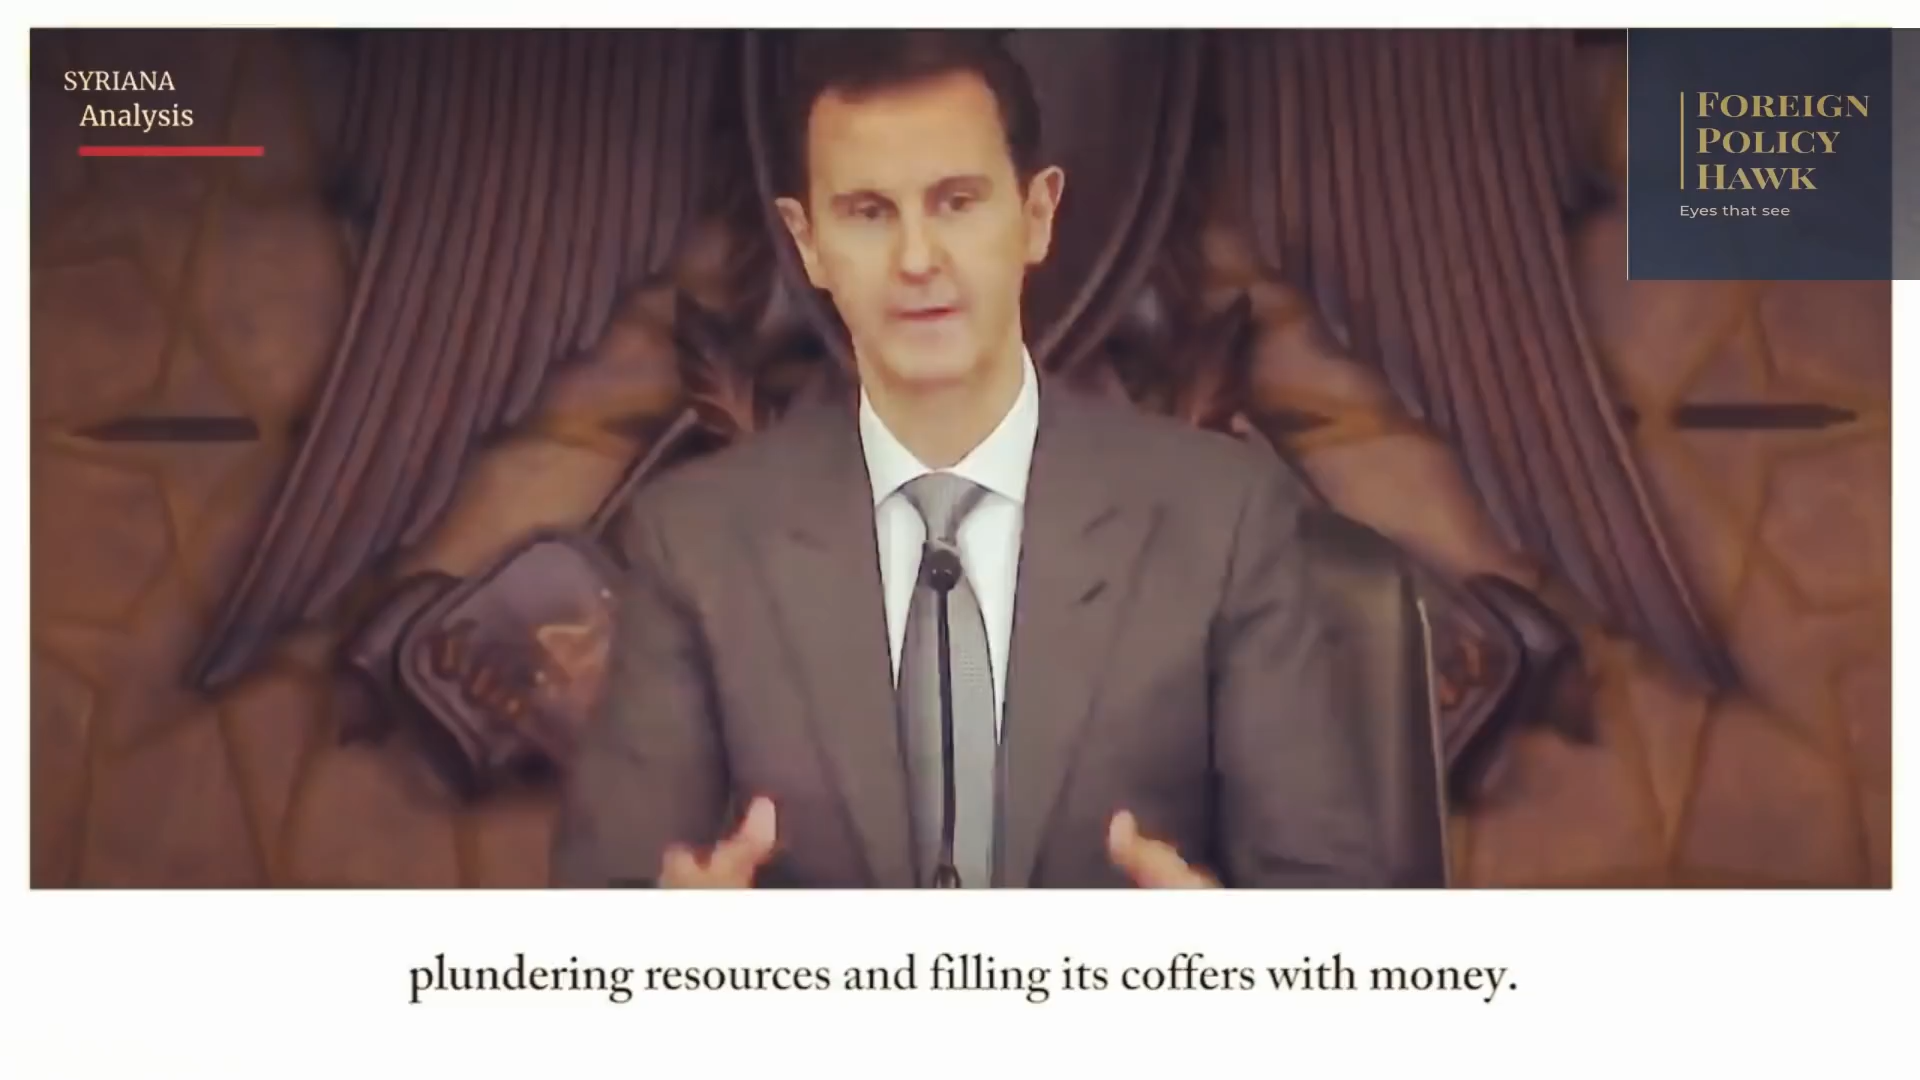 SYRIANA
Analysis
FOREIGN
POLICY
HAWK
Eyes that see
plundering resources and filling its coffers with money.